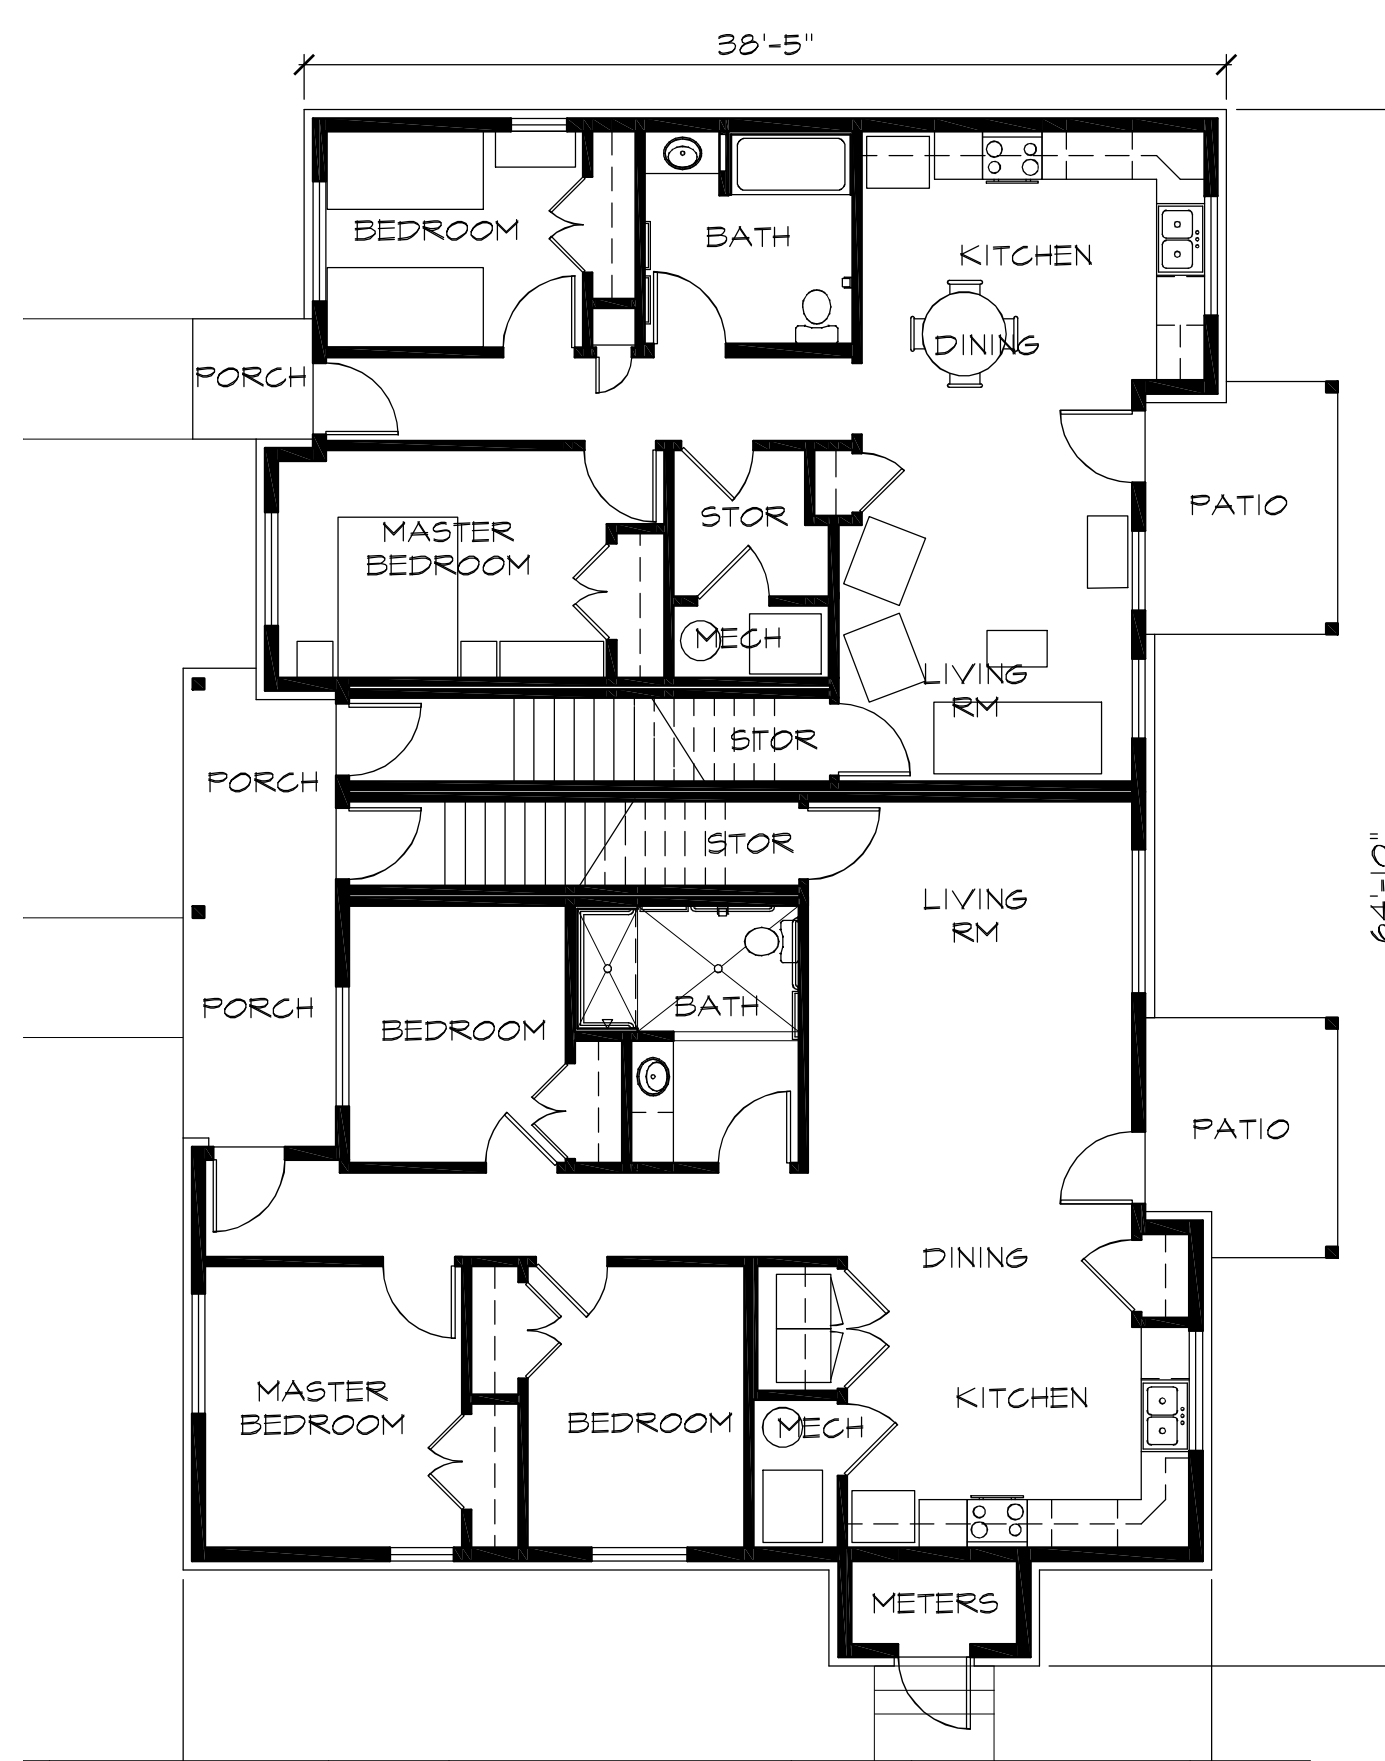 38'-5"
BEDROOM
BATH
KITCHEN
DINING
PORCH
PATIO
MASTER
BEDROOM
STOR
MECH
LIVING
RM
STOR
PORCH
STOR
64'-10"
LIVING
RM
PORCH
BEDROOM
BATH
PATIO
DINING
MASTER
BEDROOM
BEDROOM
MECH
KITCHEN
METERS